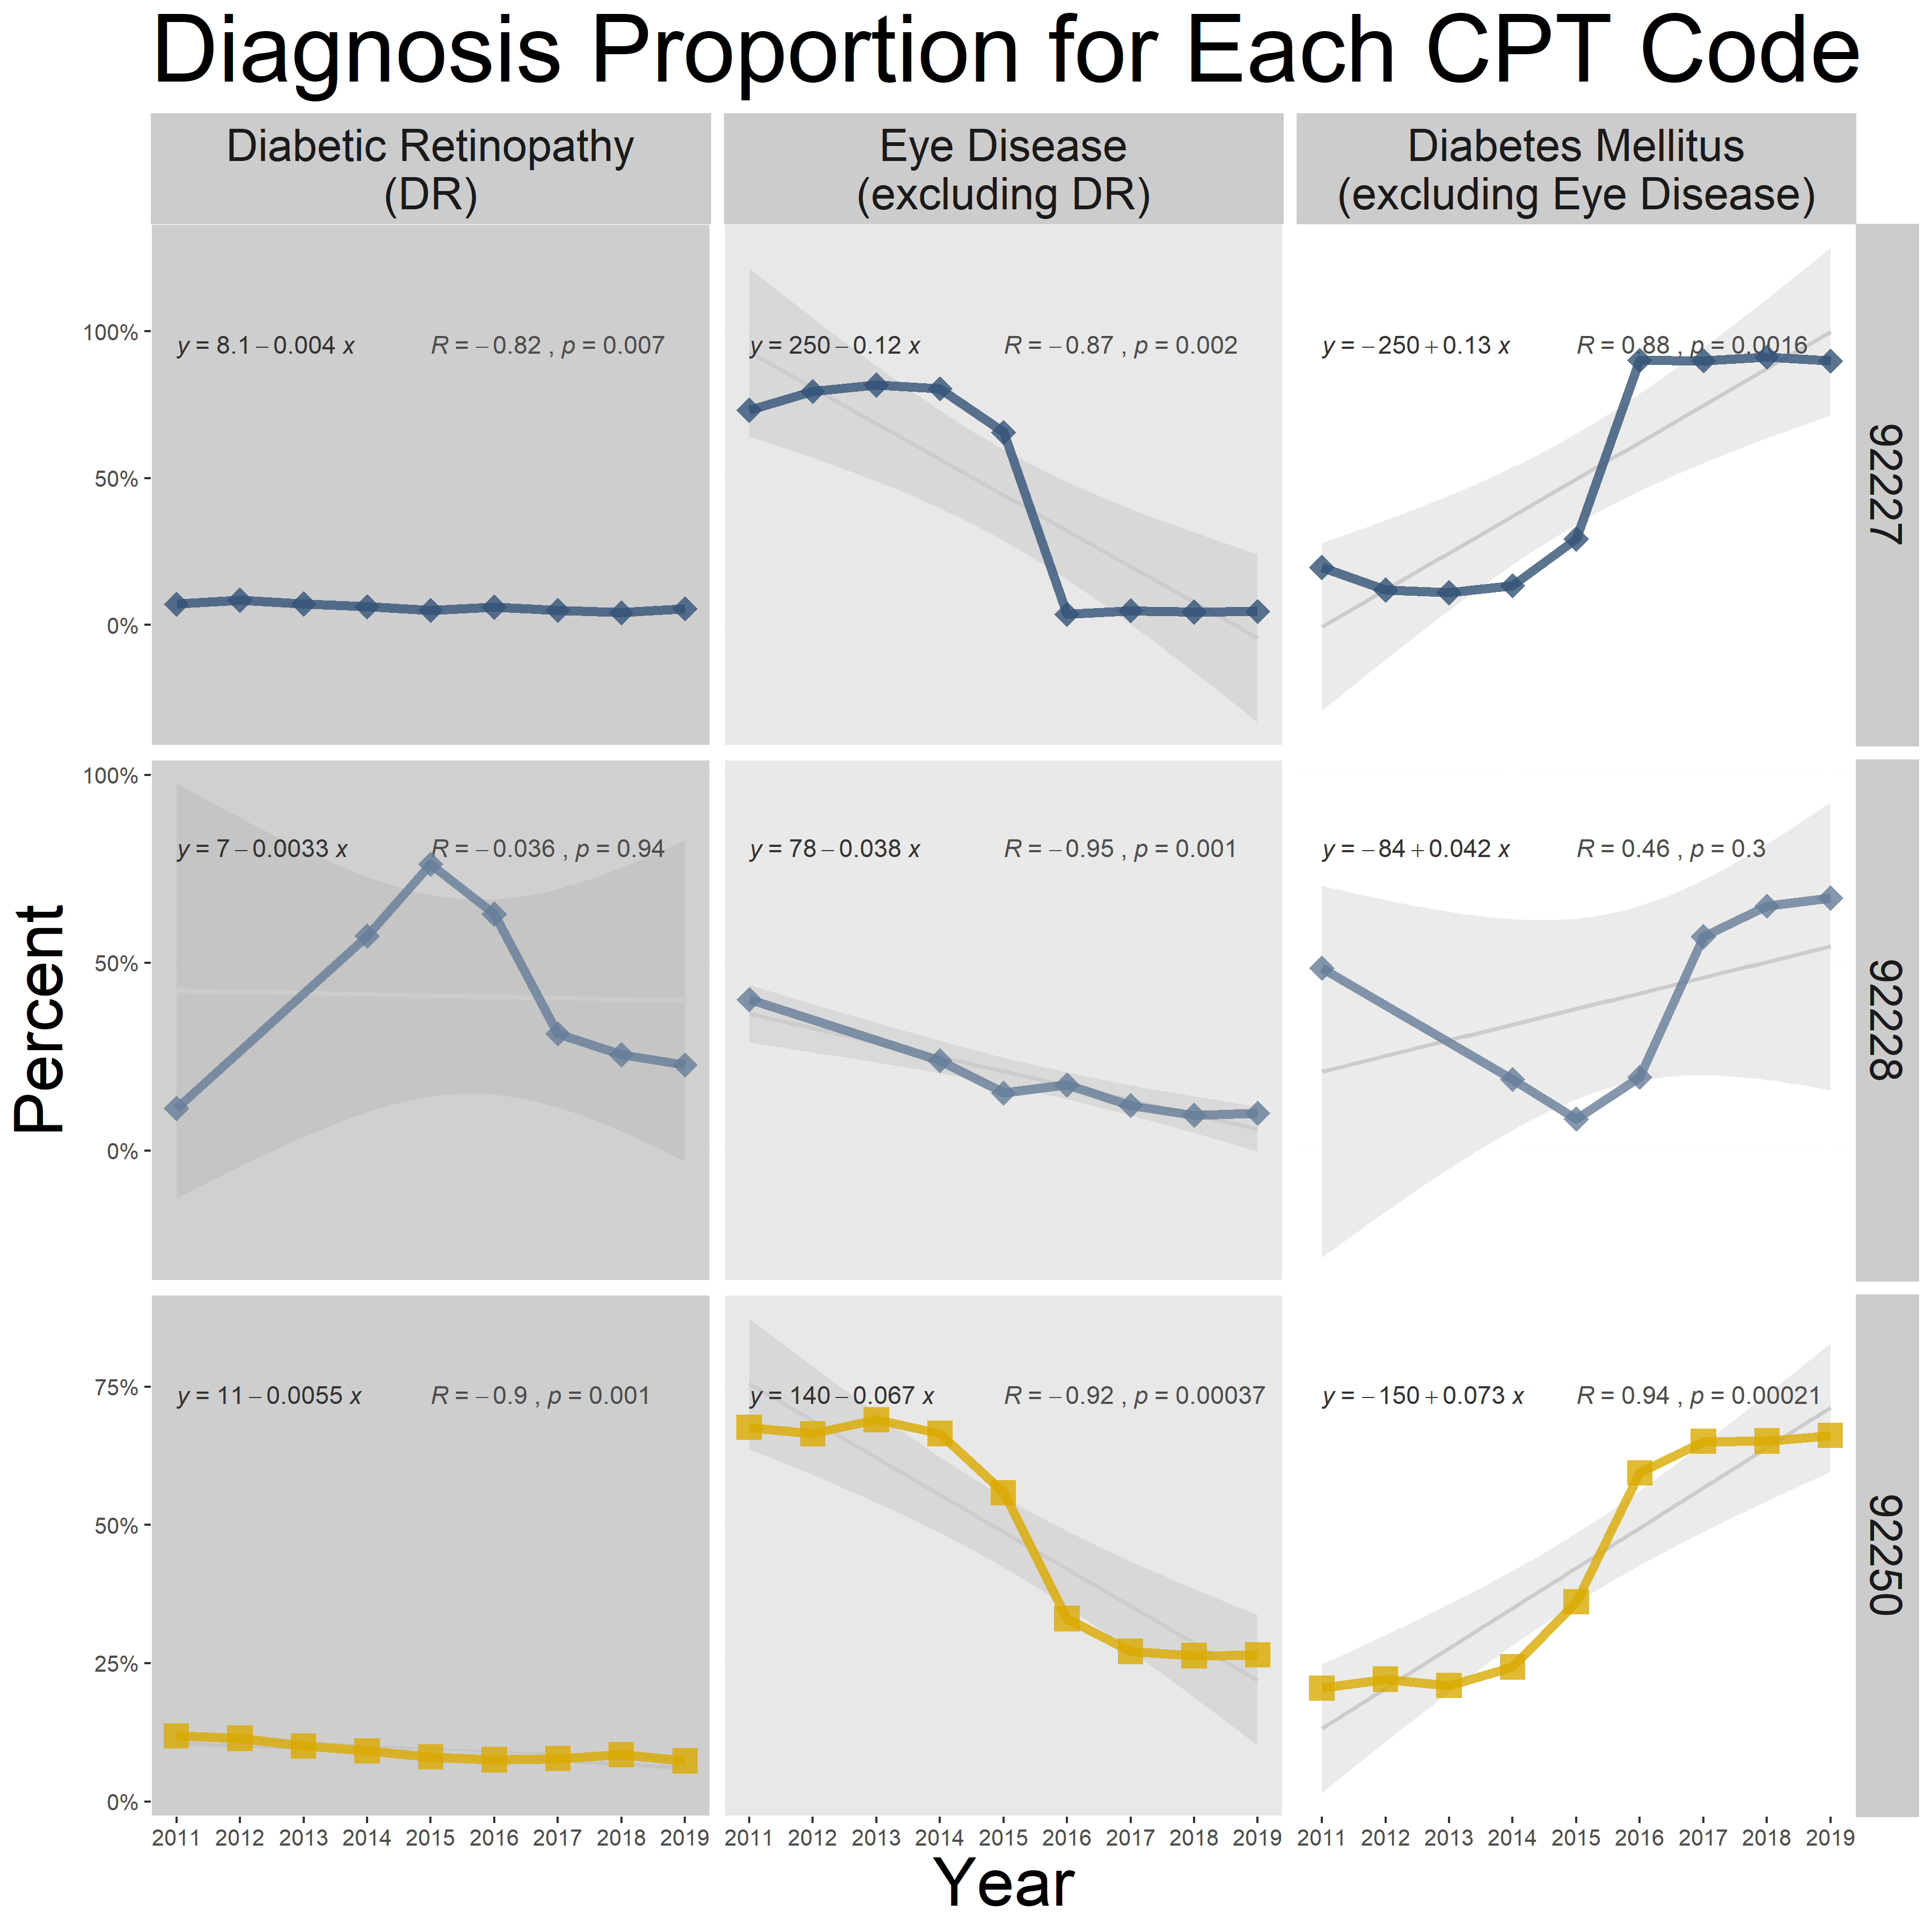 Diagnosis Proportion for Each CPT Code
Diabetic Retinopathy
(DR)
Eye Disease
(excluding DR)
Diabetes Mellitus
(excluding Eye Disease)
Percent
100%
50%
0%
y = 8.1 − 0.004 x
R = −0.82 , p = 0.007
y = 250 − 0.12 x
R = −0.87 , p = 0.002
y = −250 + 0.13 x
R = 0.88 , p = 0.0016
92227
100%
50%
0%
y = 7 − 0.0033 x
R = −0.036 , p = 0.94
y = 78 − 0.038 x
R = −0.95 , p = 0.001
y = −84 + 0.042 x
R = 0.46 , p = 0.3
92228
75%
50%
25%
0%
y = 11 − 0.0055 x
R = −0.9 , p = 0.001
y = 140 − 0.067 x
R = −0.92 , p = 0.00037
y = −150 + 0.073 x
R = 0.94 , p = 0.00021
92250
2011 2012 2013 2014 2015 2016 2017 2018 2019
2011 2012 2013 2014 2015 2016 2017 2018 2019
2011 2012 2013 2014 2015 2016 2017 2018 2019
Year